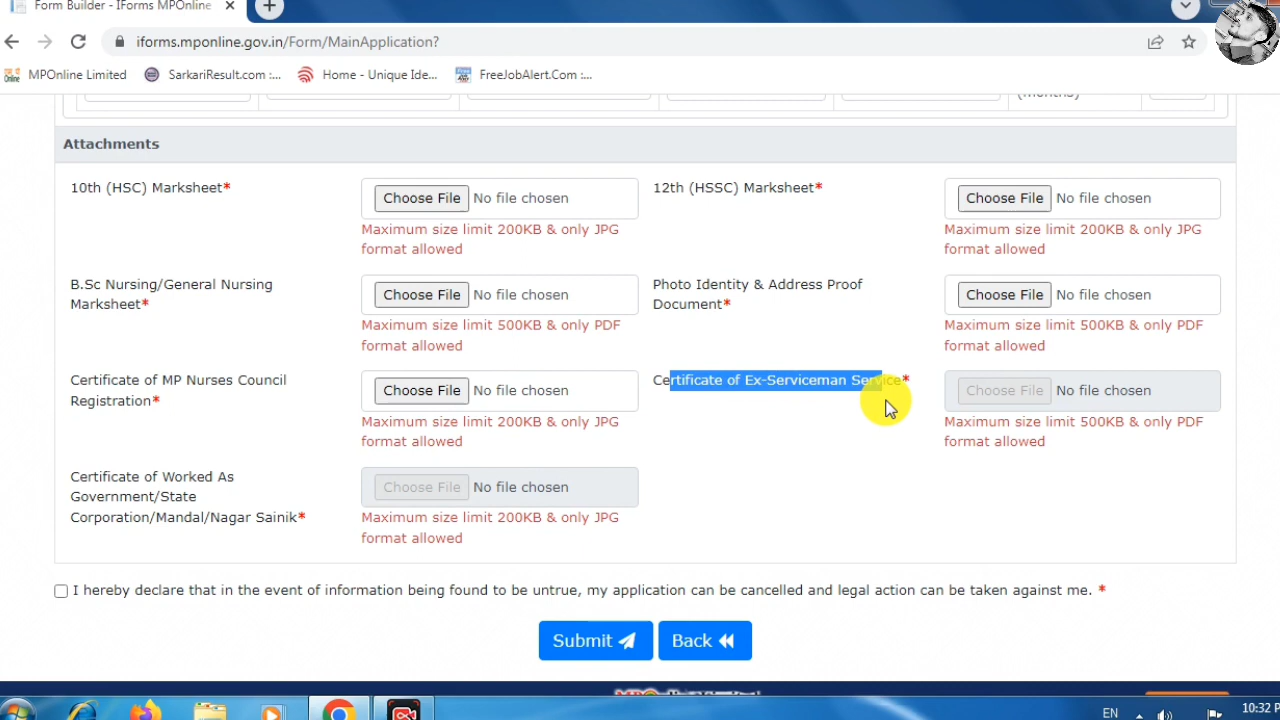 Form Builder - IForms MPOnline
iforms.mponline.gov.in/Form/MainApplication?
MPOnline Limited SarkariResult.com :... Home - Unique Ide... FreeJobAlert.Com :...
(months)
Attachments
10th (HSC) Marksheet* Choose File No file chosen 12th (HSSC) Marksheet* Choose File No file chosen
Maximum size limit 200KB & only JPG Maximum size limit 200KB & only JPG
format allowed format allowed
B.Sc Nursing/General Nursing Choose File No file chosen Photo Identity & Address Proof Choose File No file chosen
Marksheet* Document*
Maximum size limit 500KB & only PDF Maximum size limit 500KB & only PDF
format allowed format allowed
Certificate of MP Nurses Council Choose File No file chosen Certificate of Ex-Serviceman Service* Choose File No file chosen
Registration*
Maximum size limit 200KB & only JPG Maximum size limit 500KB & only PDF
format allowed format allowed
Certificate of Worked As Choose File No file chosen
Government/State
Corporation/Mandal/Nagar Sainik* Maximum size limit 200KB & only JPG
format allowed
I hereby declare that in the event of information being found to be untrue, my application can be cancelled and legal action can be taken against me. *
Submit Back
EN 10:32 P